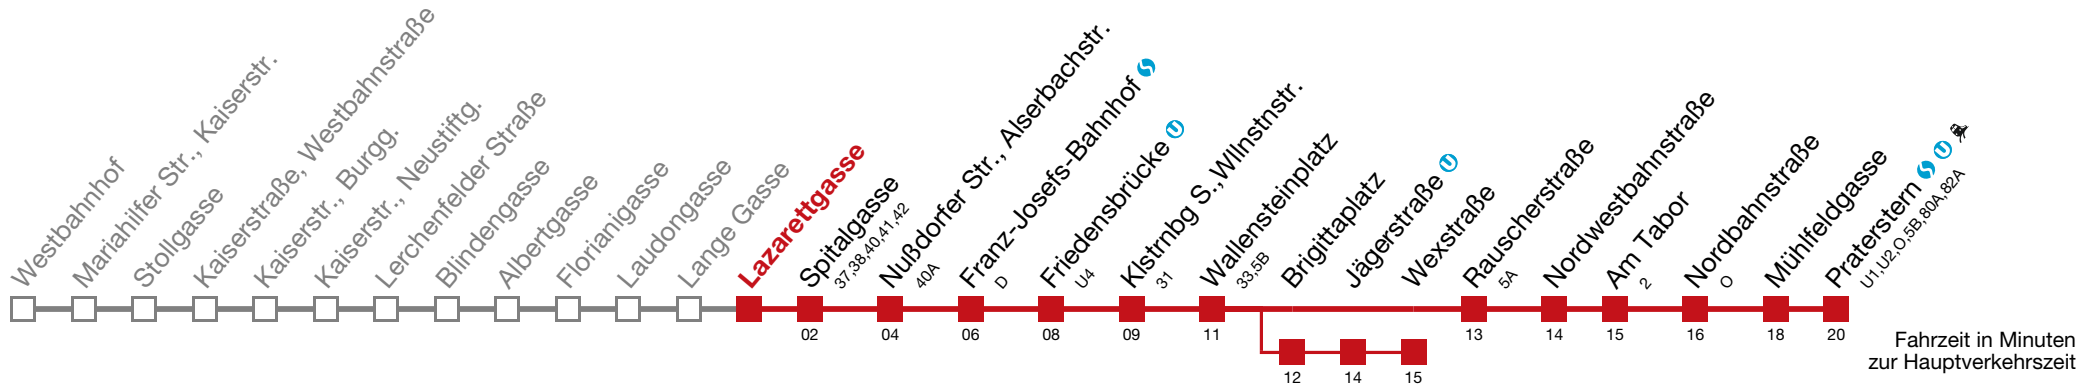 Westbahnhof
Mariahilfer Str., Kaiserstr.
Stollgasse
Kaiserstraße, Westbahnstraße
Kaiserstr., Burgg.
Kaiserstr., Neustiftg.
Lerchenfelder Straße
Blindengasse
Albertgasse
Florianigasse
Laudongasse
Lange Gasse
Lazarettgasse
Spitalgasse
37,38,40,41,42
Nußdorfer Str., Alserbachstr.
40A
Franz-Josefs-Bahnhof
D
Friedensbrücke
U4
Klstrnbg S.,Wllnstnstr.
31
Wallensteinplatz
33,5B
Brigittaplatz
Jägerstraße
Wexstraße
Rauscherstraße
5A
Nordwestbahnstraße
Am Tabor
2
Nordbahnstraße
O
Mühlfeldgasse
Praterstern
U1,U2,O,5B,80A,82A
02 04 06 08 09 11 13 14 15 16 18 20
12 14 15
Fahrzeit in Minuten
zur Hauptverkehrszeit